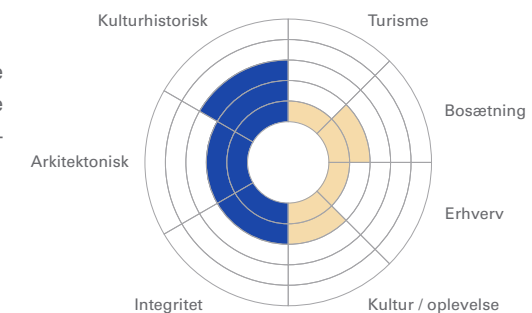 Kulturhistorisk
Turisme
e
e
-
Bosætning
Arkitektonisk
Erhverv
Integritet
Kultur / oplevelse